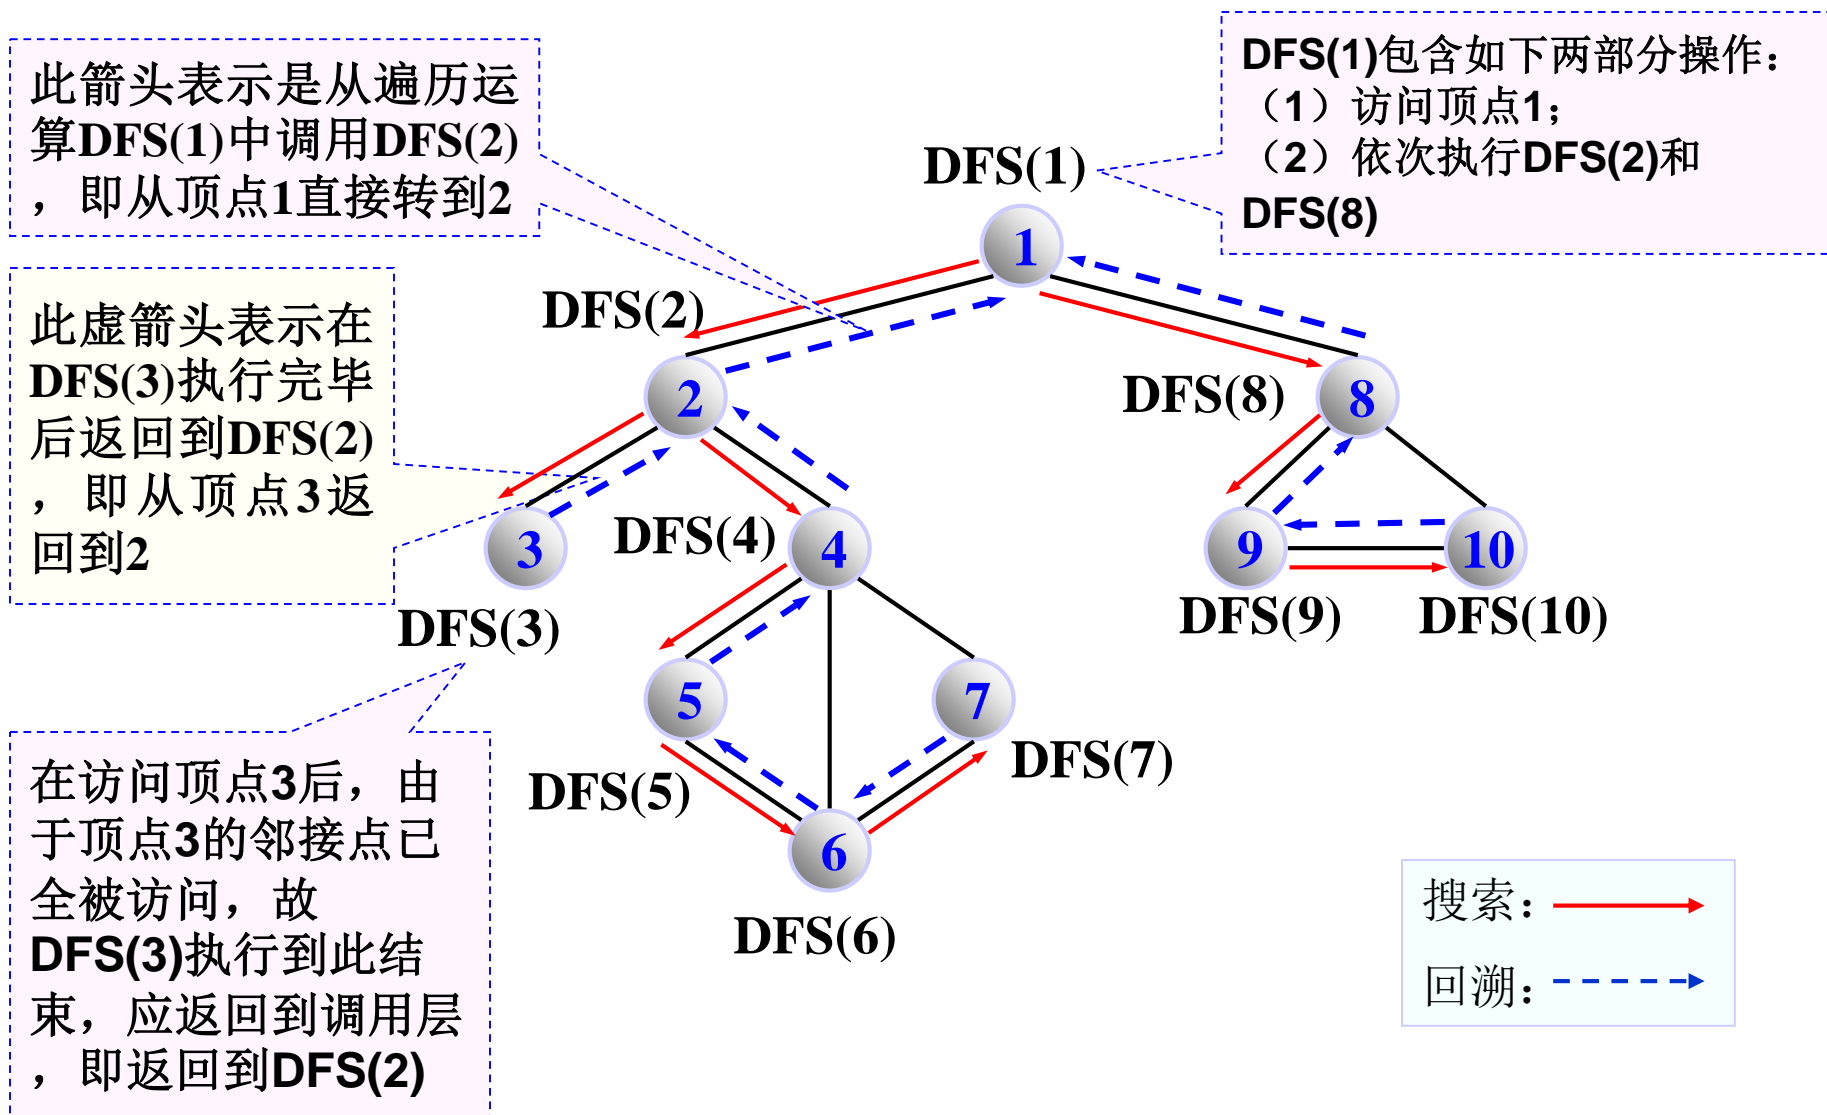 此箭头表示是从遍历运
算DFS(1)中调用DFS(2)
，即从顶点1直接转到2
DFS(1)包含如下两部分操作：
（1）访问顶点1；
（2）依次执行DFS(2)和
DFS(8)
DFS(1)
1
此虚箭头表示在
DFS(3)执行完毕
后返回到DFS(2)
，即从顶点3返
回到2
DFS(2)
2
DFS(8)
8
3
DFS(4)
4
9
10
DFS(3)
DFS(9)
DFS(10)
5
7
DFS(5)
DFS(7)
6
DFS(6)
在访问顶点3后，由
于顶点3的邻接点已
全被访问，故
DFS(3)执行到此结
束，应返回到调用层
，即返回到DFS(2)
搜索：
回溯：